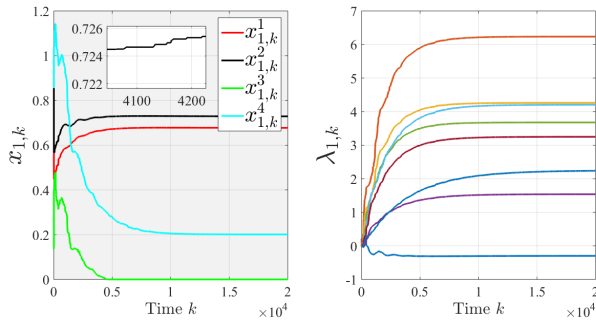 1.2
1
0.8
0.6
0.4
0.2
0
x_{1,k}
0.726
0.724
0.722
4100 4200
x^1_{1,k}
x^2_{1,k}
x^3_{1,k}
x^4_{1,k}
0 0.5 1 1.5 2
Time k
×10^4
7
6
5
4
3
2
1
0
-1
λ_{1,k}
0 0.5 1 1.5 2
Time k
×10^4